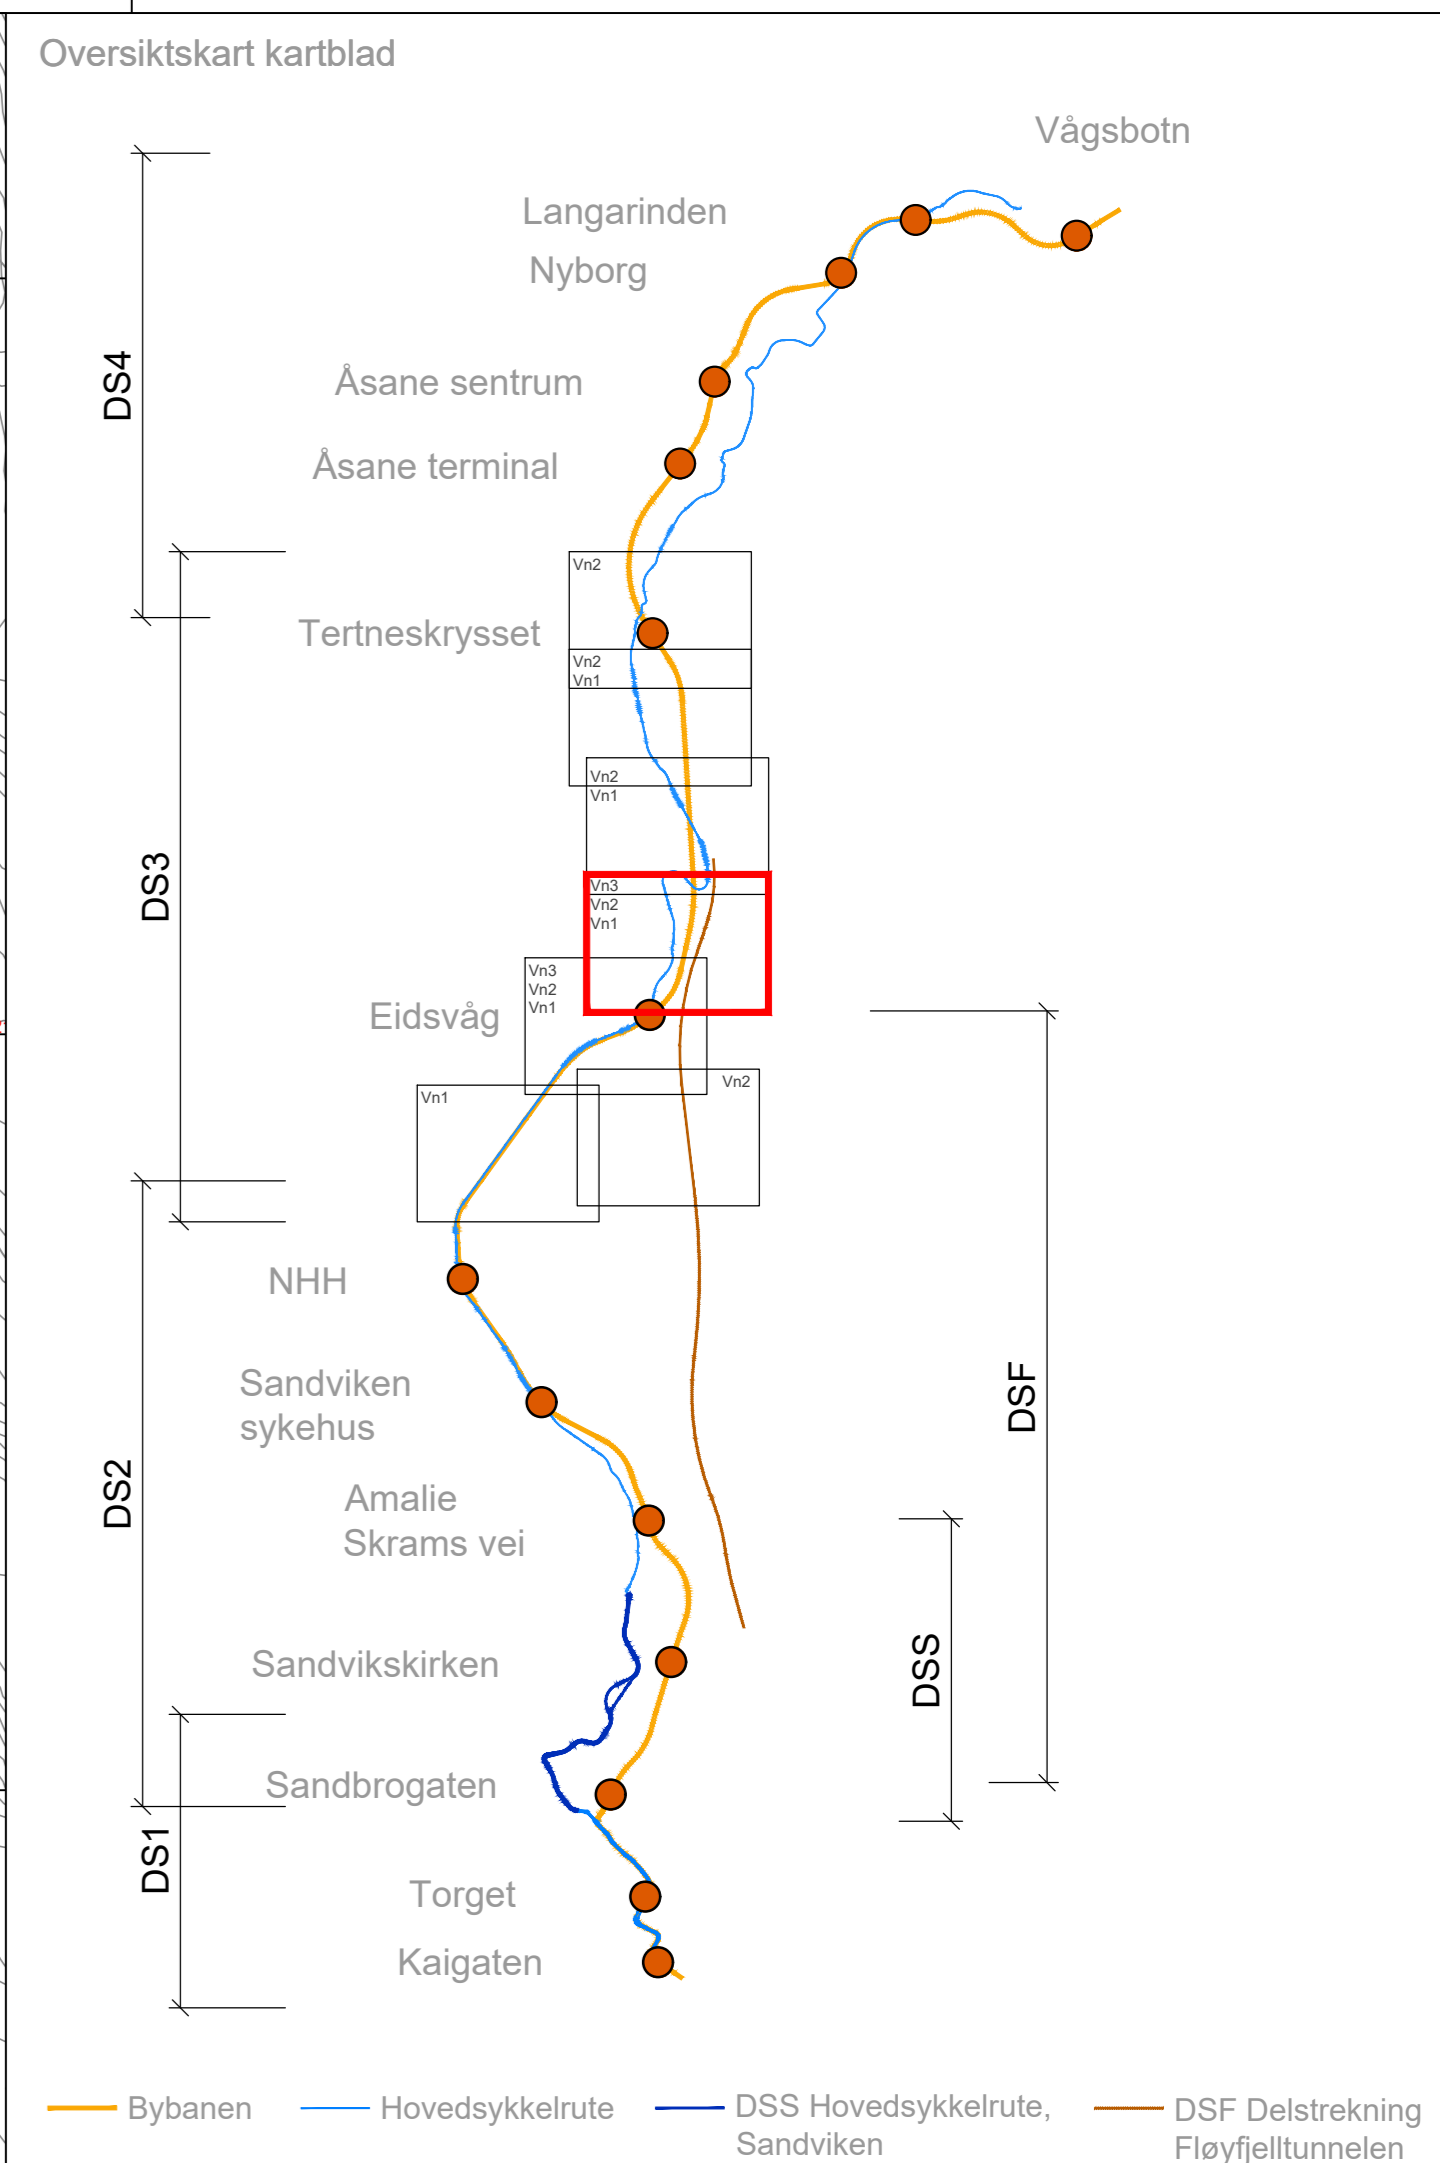 Oversiktskart kartblad
Vågsbotn
Langarinden
Nyborg
DS4
Åsane sentrum
Åsane terminal
Vn2
Tertneskrysset
Vn2
Vn1
Vn2
Vn1
DS3
Vn3
Vn2
Vn1
Vn3
Vn2
Vn1
Eidsvåg
Vn2
Vn1
NHH
Sandviken
sykehus
DSF
DS2
Amalie
Skrams vei
Sandvikskirken
DSS
Sandbrogaten
DS1
Torget
Kaigaten
Bybanen
Hovedsykkelrute
DSS Hovedsykkelrute,
Sandviken
DSF Delstrekning
Fløyfjelltunnelen